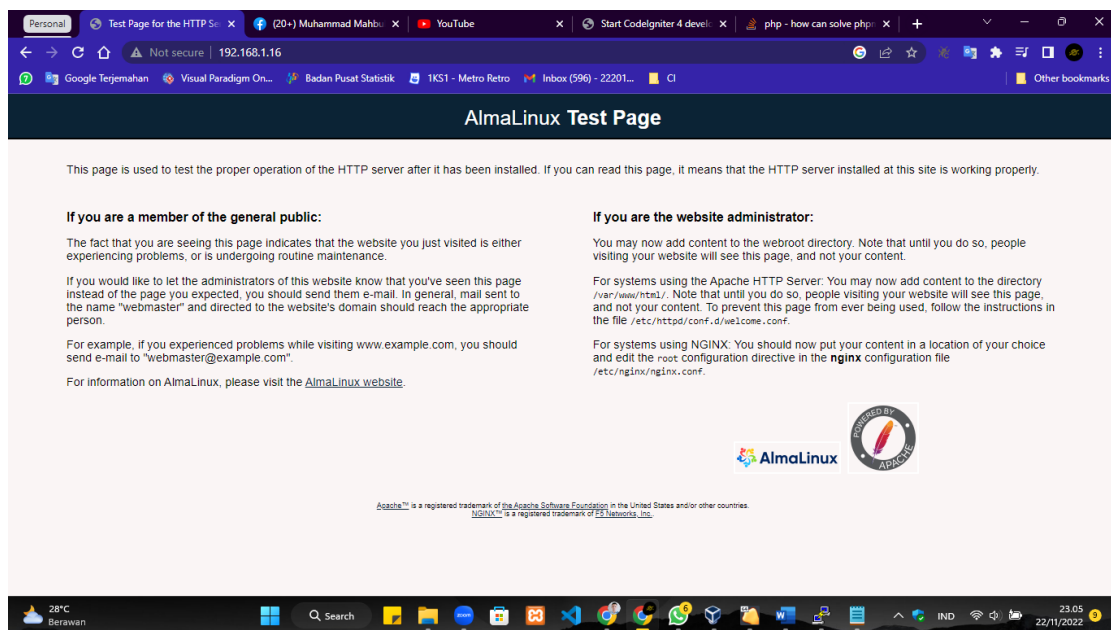 Personal
Test Page for the HTTP Se
(20+) Muhammad Mahbu
YouTube
Start CodeIgniter 4 develo
php - how can solve phpm
Not secure | 192.168.1.16
Google Terjemahan
Visual Paradigm On...
Badan Pusat Statistik
1KS1 - Metro Retro
Inbox (596) - 22201...
CI
Other bookmarks
AlmaLinux Test Page
This page is used to test the proper operation of the HTTP server after it has been installed. If you can read this page, it means that the HTTP server installed at this site is working properly.
If you are a member of the general public:
The fact that you are seeing this page indicates that the website you just visited is either
experiencing problems, or is undergoing routine maintenance.
If you would like to let the administrators of this website know that you've seen this page
instead of the page you expected, you should send them e-mail. In general, mail sent to
the name "webmaster" and directed to the website's domain should reach the appropriate
person.
For example, if you experienced problems while visiting www.example.com, you should
send e-mail to "webmaster@example.com".
For information on AlmaLinux, please visit the AlmaLinux website.
If you are the website administrator:
You may now add content to the webroot directory. Note that until you do so, people
visiting your website will see this page, and not your content.
For systems using the Apache HTTP Server: You may now add content to the directory
/var/www/html/. Note that until you do so, people visiting your website will see this page,
and not your content. To prevent this page from ever being used, follow the instructions in
the file /etc/httpd/conf.d/welcome.conf.
For systems using NGINX: You should now put your content in a location of your choice
and edit the root configuration directive in the nginx configuration file
/etc/nginx/nginx.conf.
AlmaLinux
POWERED BY
APACHE
Apache™ is a registered trademark of the Apache Software Foundation in the United States and/or other countries.
NGINX™ is a registered trademark of F5 Networks, Inc..
28°C
Berawan
Search
zoom
6
IND
23.05
22/11/2022
9